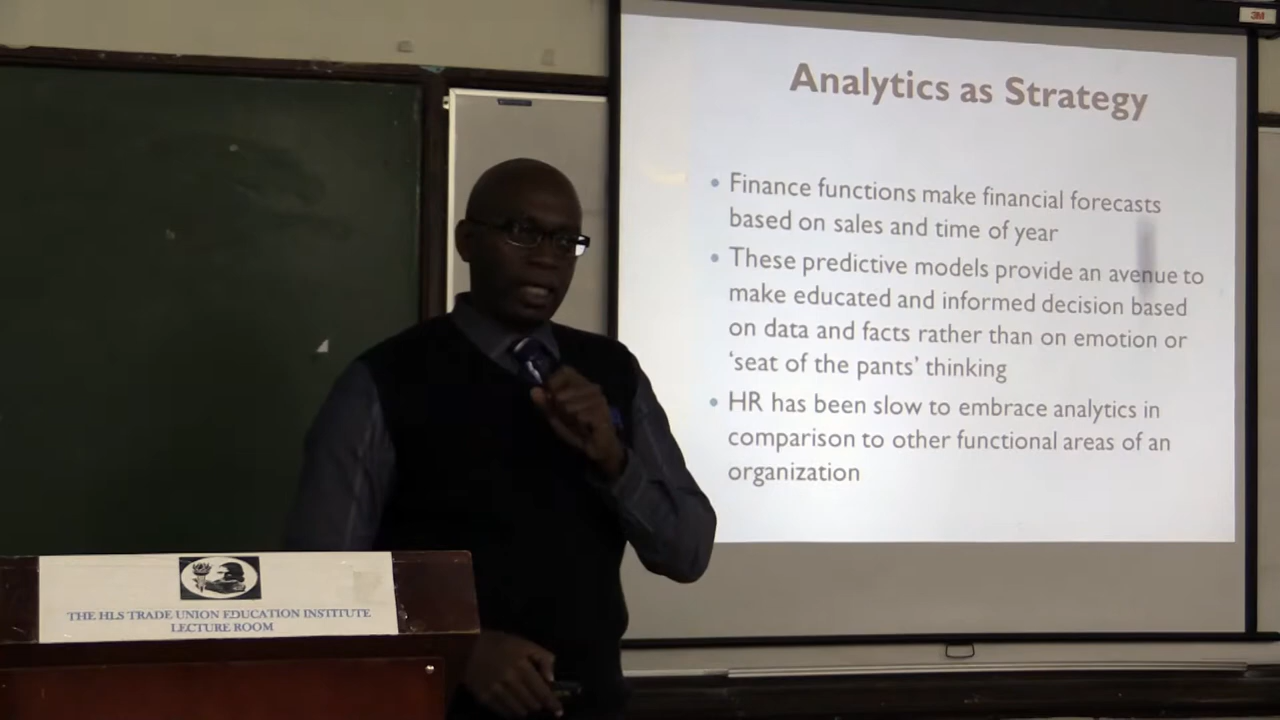 3M
Analytics as Strategy
• Finance functions make financial forecasts
based on sales and time of year
• These predictive models provide an avenue to
make educated and informed decision based
on data and facts rather than on emotion or
‘seat of the pants’ thinking
• HR has been slow to embrace analytics in
comparison to other functional areas of an
organization
THE HLS TRADE UNION EDUCATION INSTITUTE
LECTURE ROOM